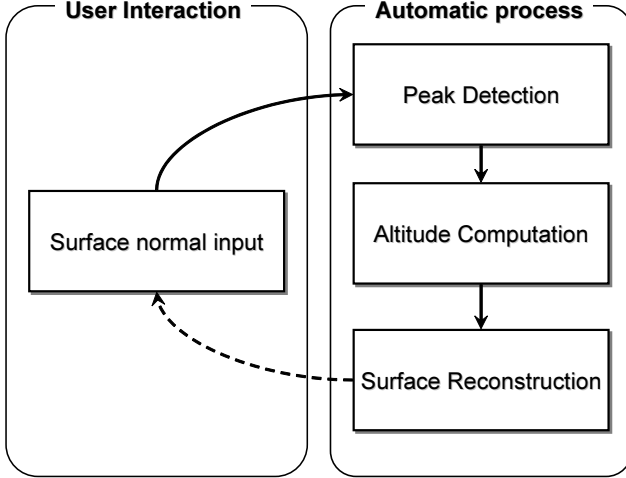 User Interaction
Automatic process
Peak Detection
Surface normal input
Altitude Computation
Surface Reconstruction